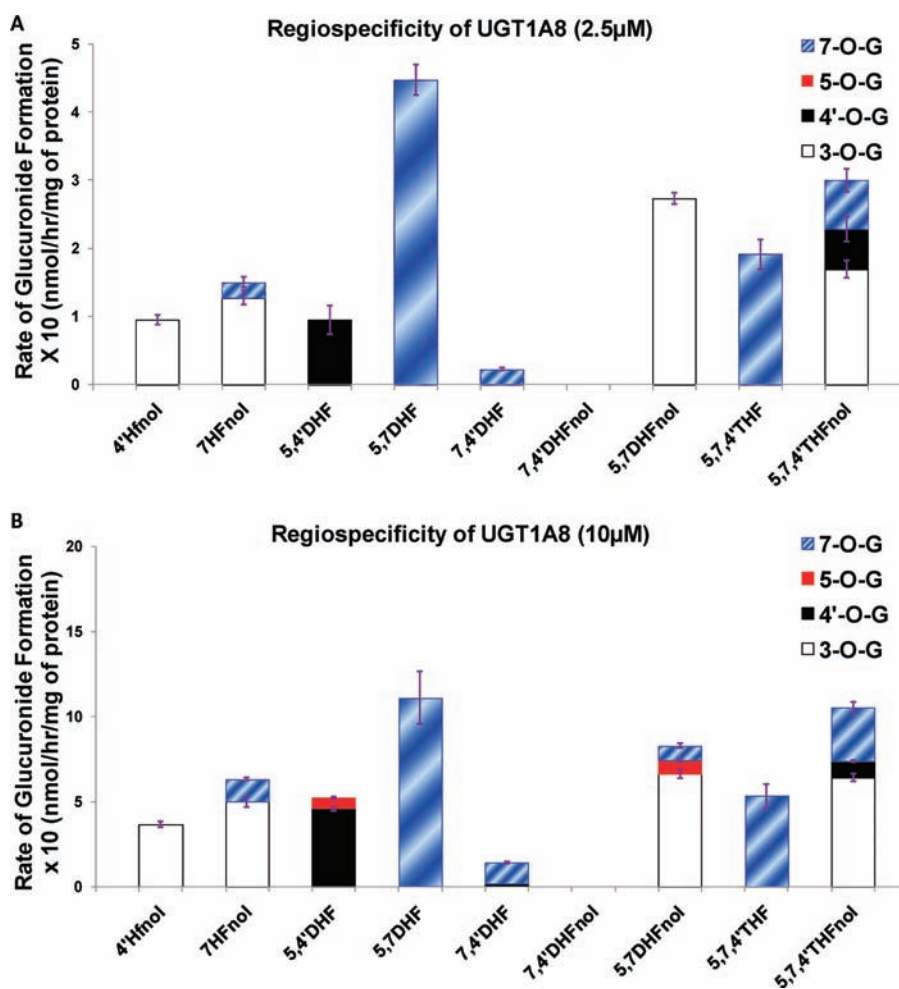 A
Regiospecificity of UGT1A8 (2.5μM)
Rate of Glucuronide Formation
X 10 (nmol/hr/mg of protein)
5
4
3
2
1
0
7-O-G
5-O-G
4'-O-G
3-O-G
4'Hfnol
7HFnol
5,4'DHF
5,7DHF
7,4'DHF
7,4'DHFnol
5,7DHFnol
5,7,4'THF
5,7,4'THFnol
B
Regiospecificity of UGT1A8 (10μM)
Rate of Glucuronide Formation
x 10 (nmol/hr/mg of protein)
20
15
10
5
0
7-O-G
5-O-G
4'-O-G
3-O-G
4'Hfnol
7HFnol
5,4'DHF
5,7DHF
7,4'DHF
7,4'DHFnol
5,7DHFnol
5,7,4'THF
5,7,4'THFnol